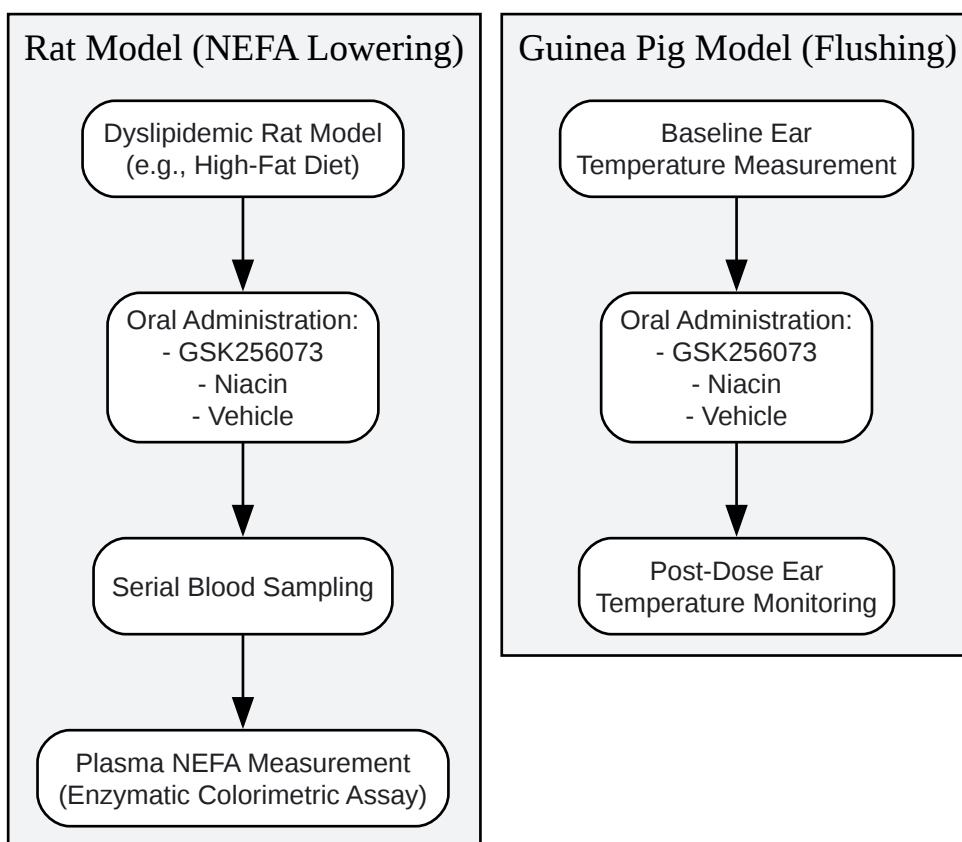 Rat Model (NEFA Lowering)
Dyslipidemic Rat Model
(e.g., High-Fat Diet)
Oral Administration:
- GSK256073
- Niacin
- Vehicle
Serial Blood Sampling
Plasma NEFA Measurement
(Enzymatic Colorimetric Assay)
Guinea Pig Model (Flushing)
Baseline Ear
Temperature Measurement
Oral Administration:
- GSK256073
- Niacin
- Vehicle
Post-Dose Ear
Temperature Monitoring